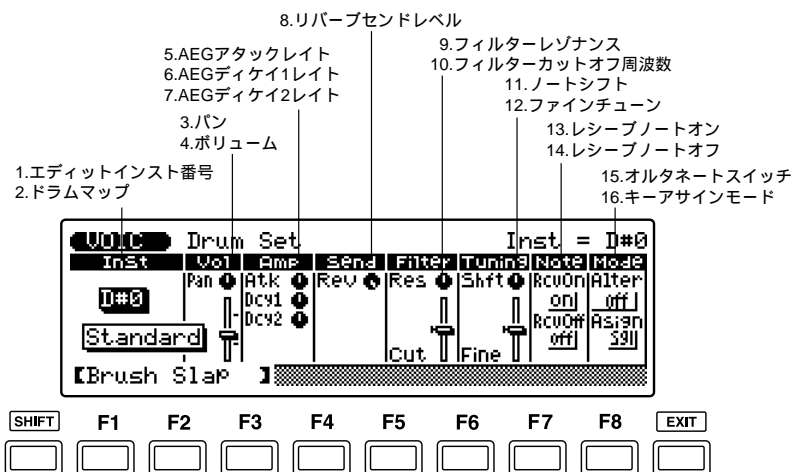 8.リバーブセンドレベル
5.AEGアタックレイト
6.AEGディケイ1レイト
7.AEGディケイ2レイト
9.フィルターレゾナンス
10.フィルターカットオフ周波数
11.ノートシフト
12.ファインチューン
3.パン
4.ボリューム
13.レシーブノートオン
14.レシーブノートオフ
1.エディットインスト番号
2.ドラムマップ
15.オルタネートスイッチ
16.キーアサインモード
VOIC Drum Set Inst = D#0
Inst Vol Amp Send Filter Tuning Note Mode
Pan Atk Rev Res Shft RcvOn Alter
D#0 Dcy1 on off
Dcy2 RcvOff Asign
Standard off Sgl
Cut Fine
[Brush Slap ]
SHIFT F1 F2 F3 F4 F5 F6 F7 F8 EXIT